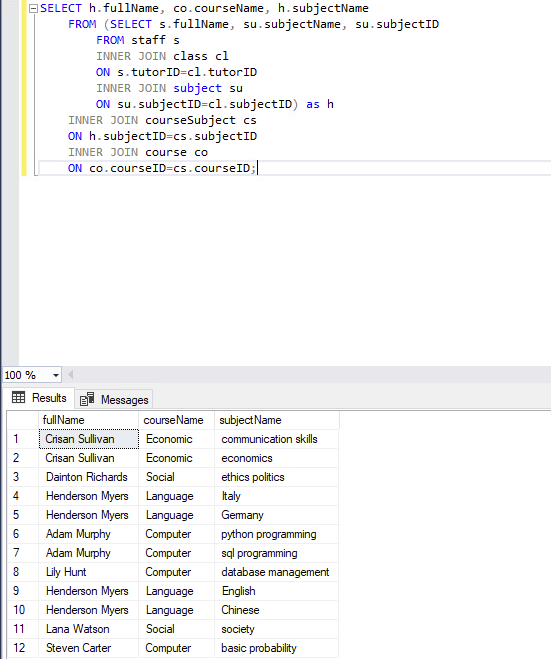 SELECT h.fullName, co.courseName, h.subjectName
FROM (SELECT s.fullName, su.subjectName, su.subjectID
FROM staff s
INNER JOIN class cl
ON s.tutorID=cl.tutorID
INNER JOIN subject su
ON su.subjectID=cl.subjectID) as h
INNER JOIN courseSubject cs
ON h.subjectID=cs.subjectID
INNER JOIN course co
ON co.courseID=cs.courseID;
100 %
Results Messages
fullName courseName subjectName
1 Crisan Sullivan Economic communication skills
2 Crisan Sullivan Economic economics
3 Dainton Richards Social ethics politics
4 Henderson Myers Language Italy
5 Henderson Myers Language Germany
6 Adam Murphy Computer python programming
7 Adam Murphy Computer sql programming
8 Lily Hunt Computer database management
9 Henderson Myers Language English
10 Henderson Myers Language Chinese
11 Lana Watson Social society
12 Steven Carter Computer basic probability